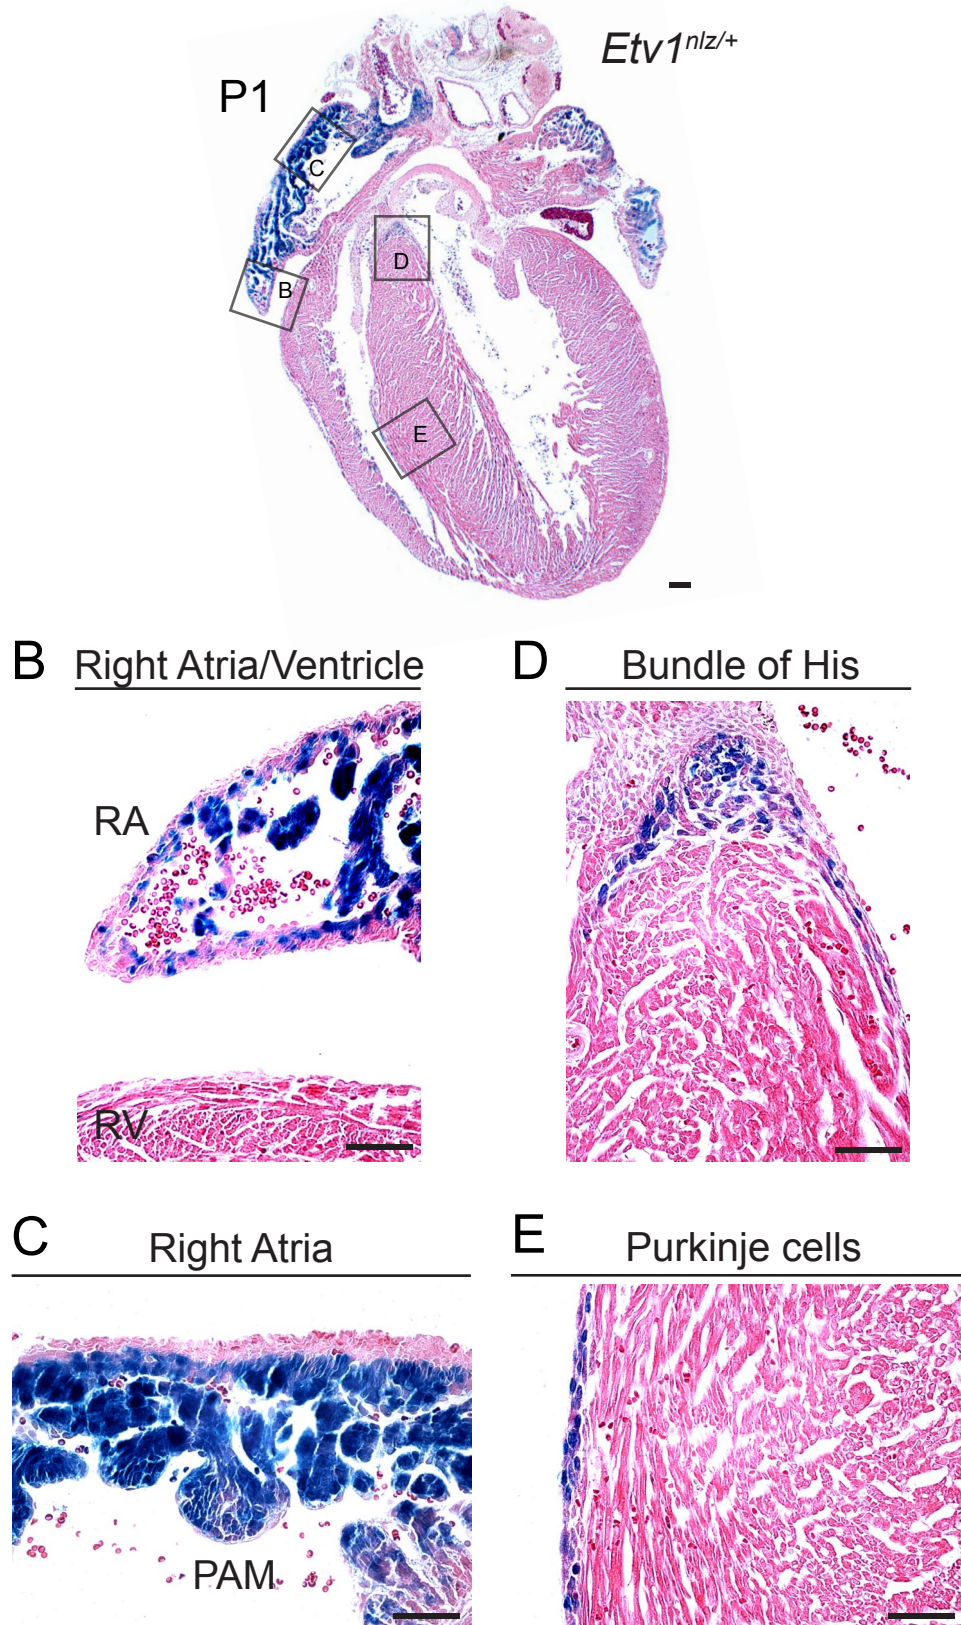 Etv1nlz/+
P1
C
B
D
E
B Right Atria/Ventricle
RA
RV
D Bundle of His
C Right Atria
PAM
E Purkinje cells